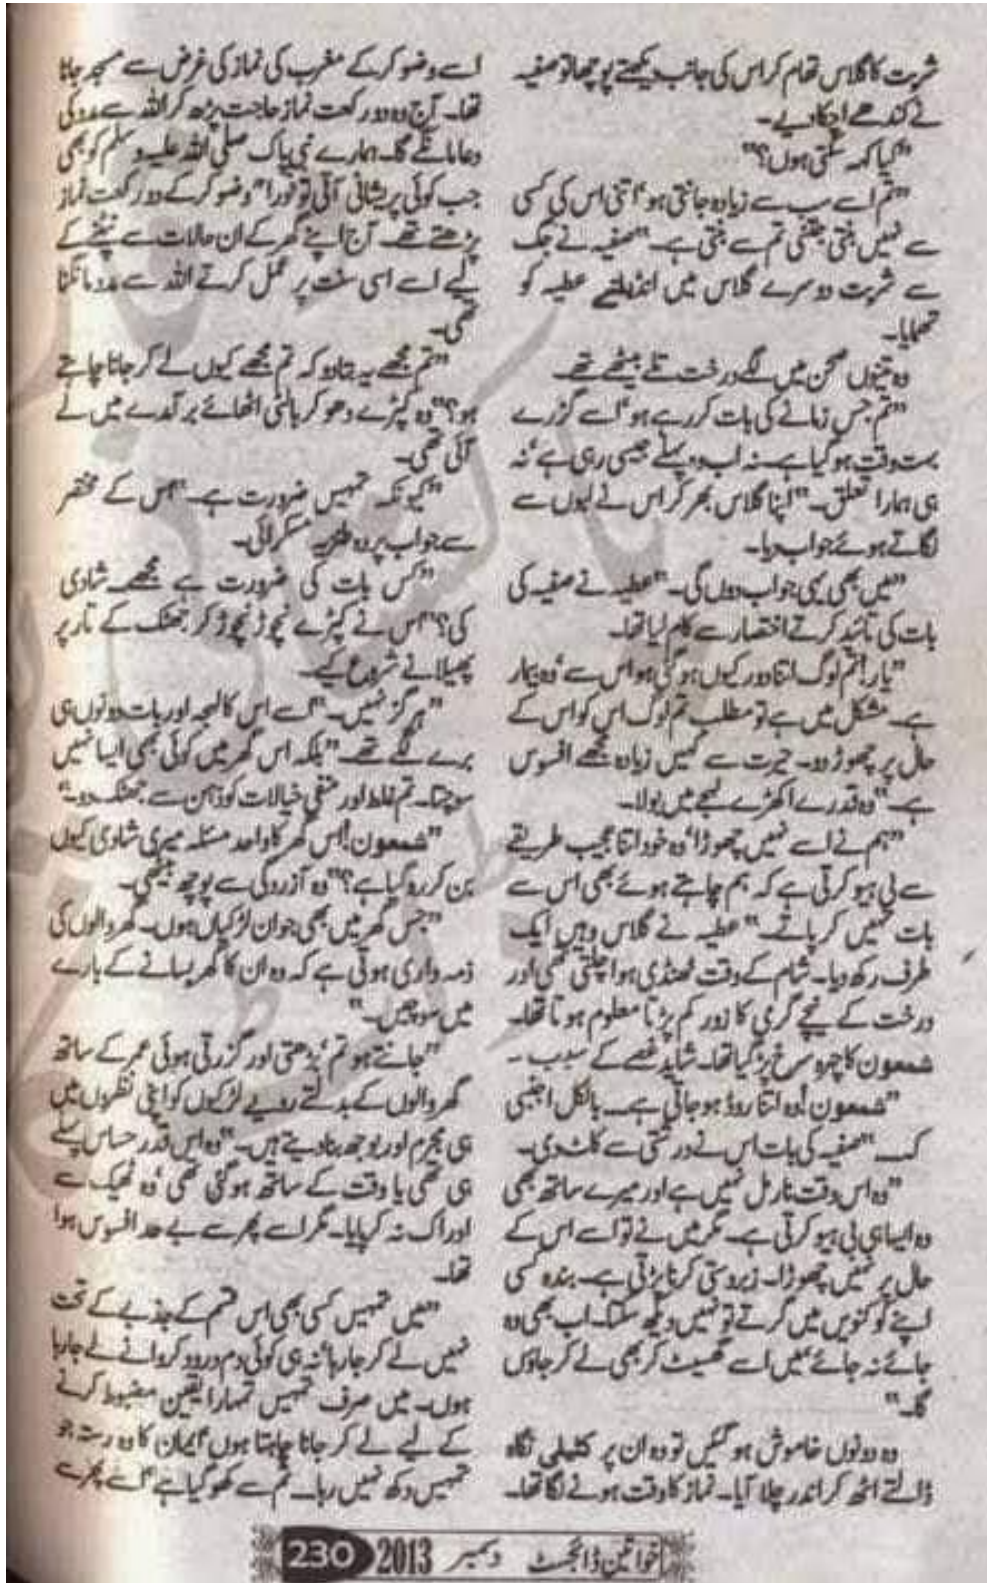 شربت کا گلاس تھام کر اس کی جانب دیکھتے پوچھا تو صفیہ
نے کندھے اچکا دیے۔
"کیا کہہ سکتی ہوں؟"
"تم اسے سب سے زیادہ جانتی ہو' اتنی اس کی کسی
سے نہیں بنتی جتنی تم سے بنتی ہے۔" صفیہ نے جگ
سے شربت دوسرے گلاس میں انڈیلتے عطیہ کو
تھمایا۔
وہ تینوں صحن میں لگے درخت تلے بیٹھے تھے۔
"تم جس زمانے کی بات کر رہے ہو' اسے گزرے
بہت وقت ہو گیا ہے۔ نہ اب وہ پہلے جیسی رہی ہے' نہ
ہی ہمارا تعلق۔" اپنا گلاس بھر کر اس نے لبوں سے
لگاتے ہوئے جواب دیا۔
"میں بھی یہی جواب دوں گی۔" عطیہ نے صفیہ کی
بات کی تائید کرتے اختصار سے کام لیا تھا۔
"یار! تم لوگ اتنا دور کیوں ہو گئی ہو اس سے' وہ بیمار
ہے۔ مشکل میں ہے تو مطلب تم لوگ اس کو اس کے
حال پر چھوڑ دو۔ حیرت سے کہیں زیادہ مجھے افسوس
ہے۔" وہ قدرے اکھڑے لہجے میں بولا۔
"ہم نے اسے نہیں چھوڑا' وہ خود اتنا عجیب طریقے
سے بی ہیو کرتی ہے کہ ہم چاہتے ہوئے بھی اس سے
بات نہیں کر پاتے۔" عطیہ نے گلاس وہیں ایک
طرف رکھ دیا۔ شام کے وقت ٹھنڈی ہوا چلتی تھی اور
درخت کے نیچے گرمی کا زور کم پڑتا معلوم ہوتا تھا۔
شمعون کا چہرہ سرخ پڑ گیا تھا۔ شاید غصے کے سبب۔
"شمعون! وہ اتنا روڈ ہو جاتی ہے۔ بالکل اجنبی
کہ۔" صفیہ کی بات اس نے درشتی سے کاٹ دی۔
"وہ اس وقت نارمل نہیں ہے اور میرے ساتھ بھی
وہ ایسا ہی بی ہیو کرتی ہے۔ مگر میں نے تو اسے اس کے
حال پر نہیں چھوڑا۔ زبردستی کرنا پڑتی ہے۔ بندہ کسی
اپنے کو کنویں میں گرتے تو نہیں دیکھ سکتا۔ اب بھی وہ
جائے نہ جائے' میں اسے گھسیٹ کر بھی لے کر جاؤں
گا۔"
وہ دونوں خاموش ہو گئیں تو وہ ان پر کٹیلی نگاہ
ڈالتے اٹھ کر اندر چلا آیا۔ نماز کا وقت ہونے لگا تھا۔
اسے وضو کر کے مغرب کی نماز کی غرض سے مسجد جانا
تھا۔ آج وہ دو رکعت نماز حاجت پڑھ کر اللہ سے مدد کی
دعا مانگے گا۔ ہمارے نبی پاک صلی اللہ علیہ وسلم کو بھی
جب کوئی پریشانی آتی تو فوراً" وضو کر کے دو رکعت نماز
پڑھتے تھے۔ آج اپنے گھر کے ان حالات سے نپٹنے کے
لیے اسے اسی سنت پر عمل کرتے اللہ سے مدد مانگنا
تھی۔
"تم مجھے یہ بتا دو کہ تم مجھے کیوں لے کر جانا چاہتے
ہو؟" وہ کپڑے دھو کر بالٹی اٹھائے برآمدے میں لے
آئی تھی۔
"کیونکہ تمہیں ضرورت ہے۔" اس کے مختصر
سے جواب پر وہ طنزیہ مسکرائی۔
"کس بات کی ضرورت ہے مجھے۔ شادی
کی؟" اس نے کپڑے نچوڑ نچوڑ کر جھٹک کے تار پر
پھیلانے شروع کیے۔
"ہرگز نہیں۔" اسے اس کا لہجہ اور بات دونوں ہی
برے لگے تھے۔ "بلکہ اس گھر میں کوئی بھی ایسا نہیں
سوچتا۔ تم غلط اور منفی خیالات کو ذہن سے جھٹک دو۔"
"شمعون! اس گھر کا واحد مسئلہ میری شادی کیوں
بن کر رہ گیا ہے؟" وہ آزردگی سے پوچھ بیٹھی۔
"جس گھر میں بھی جوان لڑکیاں ہوں۔ گھر والوں کی
ذمہ داری ہوتی ہے کہ وہ ان کا گھر بسانے کے بارے
میں سوچیں۔"
"جانتے ہو تم' بڑھتی اور گزرتی ہوئی عمر کے ساتھ
گھر والوں کے بدلتے رویے لڑکیوں کو اپنی نظروں میں
ہی مجرم اور بوجھ بنا دیتے ہیں۔" وہ اس قدر حساس پہلے
ہی تھی یا وقت کے ساتھ ہو گئی تھی' وہ ٹھیک سے
ادراک نہ کر پایا۔ مگر اسے پھر سے بے حد افسوس ہوا
تھا۔
"میں تمہیں کسی بھی اس قسم کے جذبے کے تحت
نہیں لے کر جا رہا' نہ ہی کوئی دم درود کروانے لے جا رہا
ہوں۔ میں صرف تمہیں تمہارا یقین مضبوط کرنے
کے لیے لے کر جانا چاہتا ہوں' ایمان کا وہ رستہ جو
تمہیں دکھ نہیں رہا۔ تم سے کھو گیا ہے' اسے پھر سے
خواتین ڈائجسٹ دسمبر 2013 230